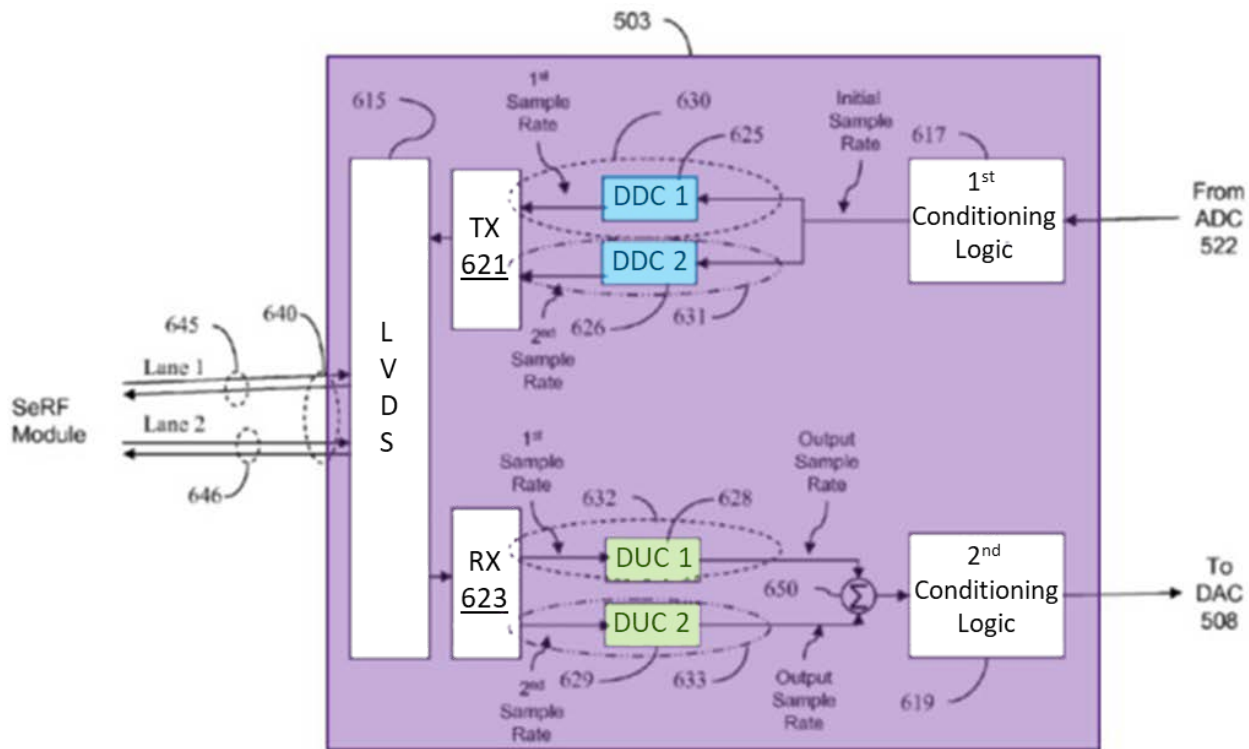 503
615
1st
Sample
Rate
630
625
Initial
Sample
Rate
617
DDC 1
1st
Conditioning
Logic
From
ADC
522
TX
621
DDC 2
626
631
2nd
Sample
Rate
645
640
Lane 1
SeRF
Module
Lane 2
646
L
V
D
S
1st
Sample
Rate
632
628
Output
Sample
Rate
RX
623
DUC 1
650
Σ
2nd
Conditioning
Logic
To
DAC
508
DUC 2
2nd
Sample
Rate
629
633
Output
Sample
Rate
619